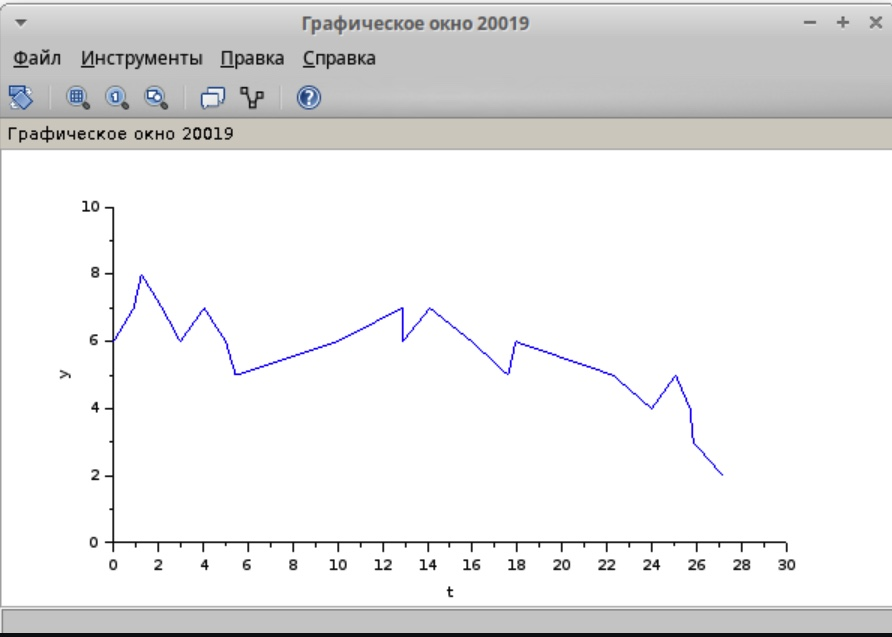 Графическое окно 20019
Файл Инструменты Правка Справка
Графическое окно 20019
10
8
6
4
2
0
y
0 2 4 6 8 10 12 14 16 18 20 22 24 26 28 30
t